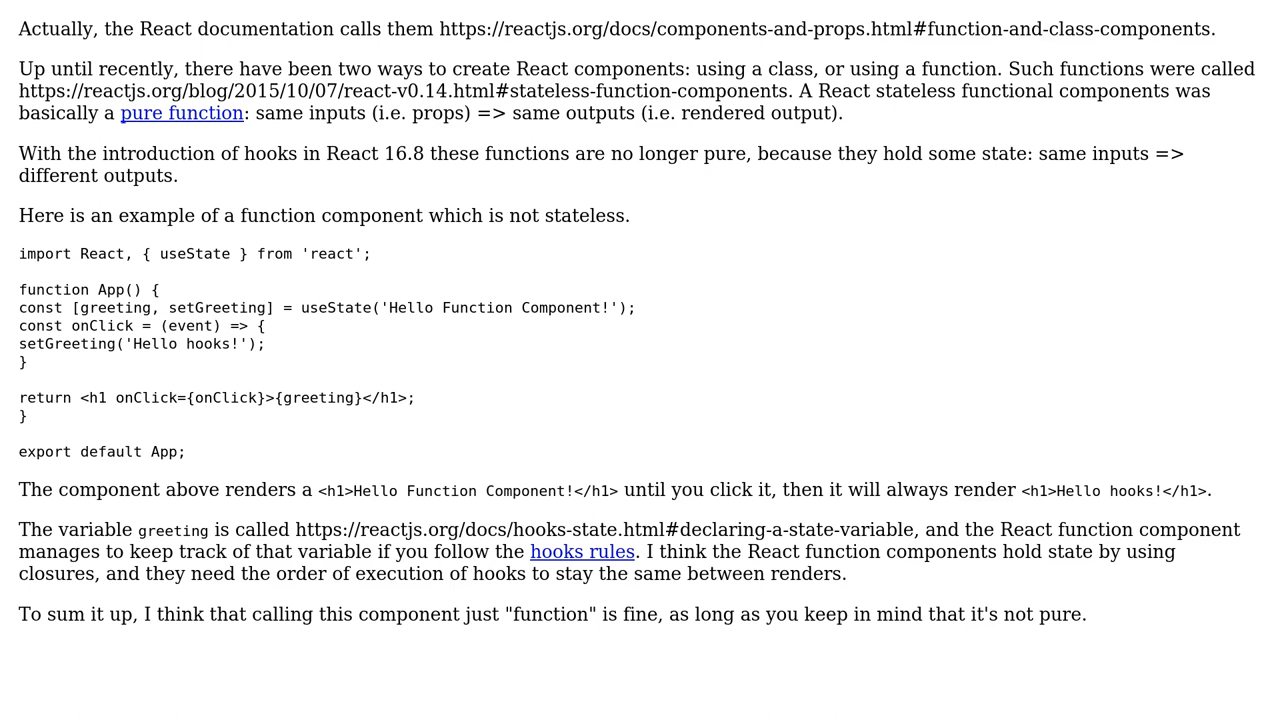 Actually, the React documentation calls them https://reactjs.org/docs/components-and-props.html#function-and-class-components.
Up until recently, there have been two ways to create React components: using a class, or using a function. Such functions were called
https://reactjs.org/blog/2015/10/07/react-v0.14.html#stateless-function-components. A React stateless functional components was
basically a pure function: same inputs (i.e. props) => same outputs (i.e. rendered output).
With the introduction of hooks in React 16.8 these functions are no longer pure, because they hold some state: same inputs =>
different outputs.
Here is an example of a function component which is not stateless.
import React, { useState } from 'react';
function App() {
const [greeting, setGreeting] = useState('Hello Function Component!');
const onClick = (event) => {
setGreeting('Hello hooks!');
}
return <h1 onClick={onClick}>{greeting}</h1>;
}
export default App;
The component above renders a <h1>Hello Function Component!</h1> until you click it, then it will always render <h1>Hello hooks!</h1>.
The variable greeting is called https://reactjs.org/docs/hooks-state.html#declaring-a-state-variable, and the React function component
manages to keep track of that variable if you follow the hooks rules. I think the React function components hold state by using
closures, and they need the order of execution of hooks to stay the same between renders.
To sum it up, I think that calling this component just "function" is fine, as long as you keep in mind that it's not pure.